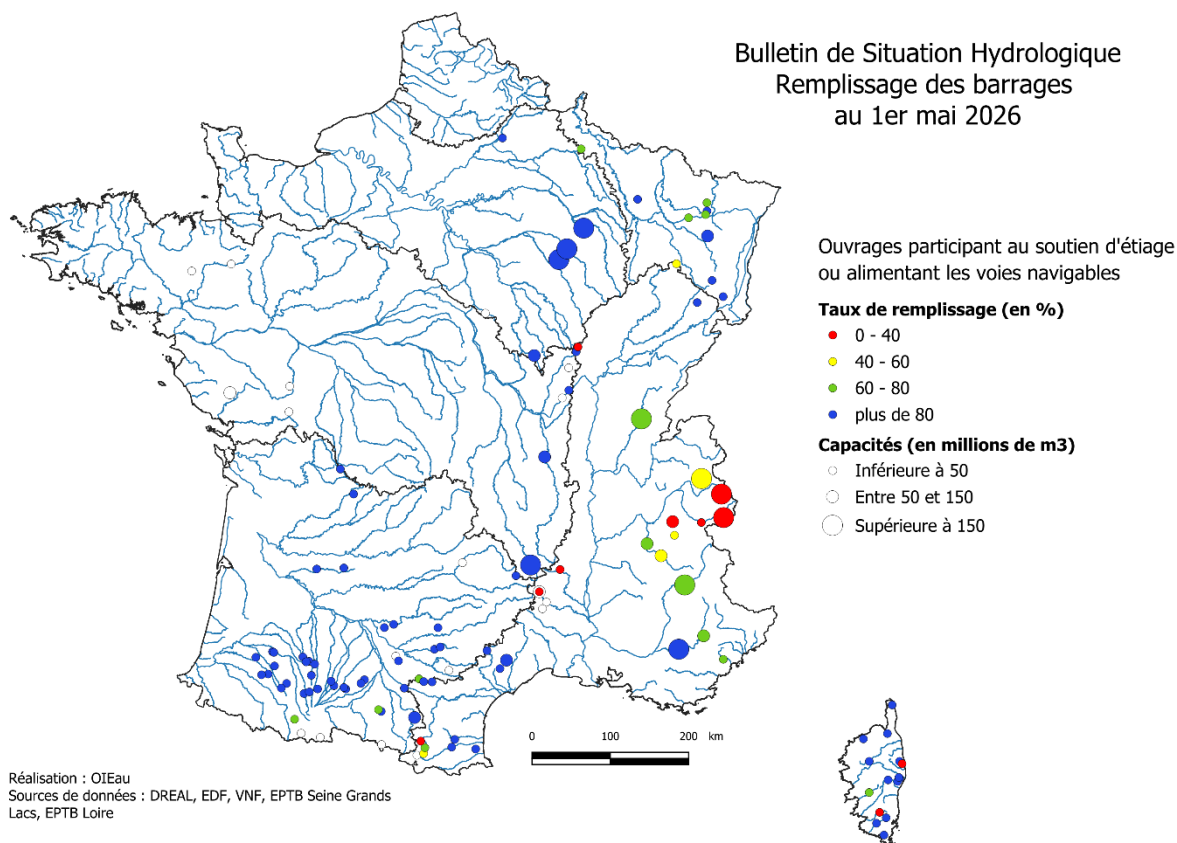 Bulletin de Situation Hydrologique
Remplissage des barrages
au 1er mai 2026
Ouvrages participant au soutien d'étiage
ou alimentant les voies navigables
Taux de remplissage (en %)
0 - 40
40 - 60
60 - 80
plus de 80
Capacités (en millions de m3)
Inférieure à 50
Entre 50 et 150
Supérieure à 150
0 100 200 km
Réalisation : OIEau
Sources de données : DREAL, EDF, VNF, EPTB Seine Grands
Lacs, EPTB Loire